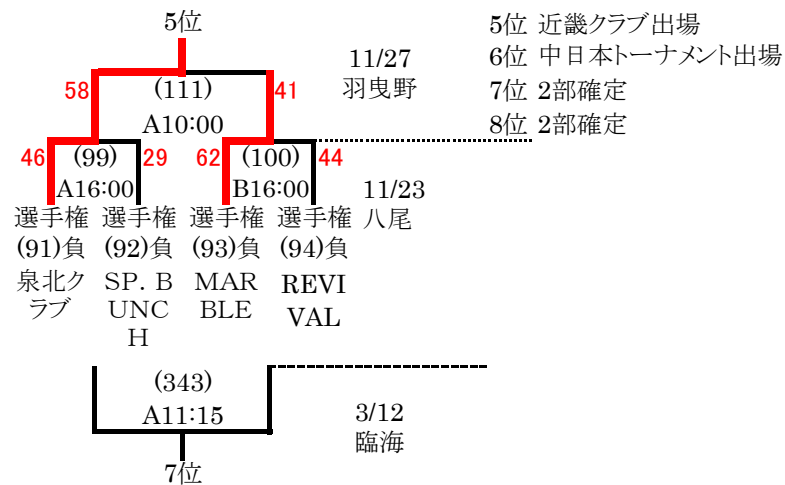 5位
5位 近畿クラブ出場
6位 中日本トーナメント出場
7位 2部確定
8位 2部確定
11/27
羽曳野
58
(111)
41
A10:00
46
(99)
29
62
(100)
44
A16:00
B16:00
11/23
八尾
選手権
(91)負
選手権
(92)負
選手権
(93)負
選手権
(94)負
泉北ク
ラブ
SP. B
UNC
H
MAR
BLE
REVI
VAL
(343)
A11:15
3/12
臨海
7位